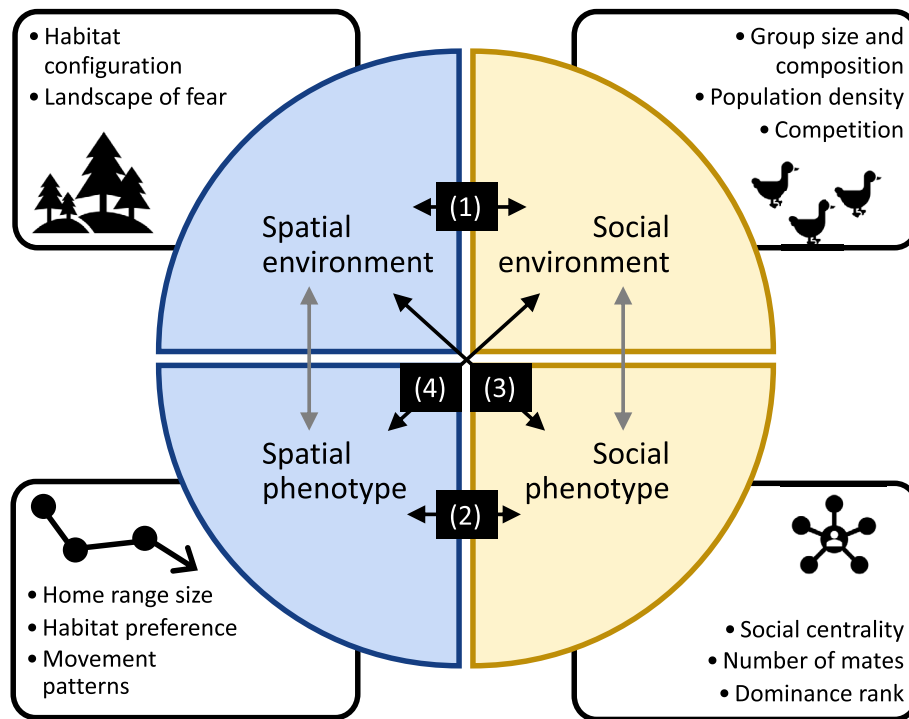 • Habitat
configuration
• Landscape of fear
• Group size and
composition
• Population density
• Competition
(1)
Spatial
environment
Social
environment
(4)
(3)
Spatial
phenotype
Social
phenotype
(2)
• Home range size
• Habitat preference
• Movement
patterns
• Social centrality
• Number of mates
• Dominance rank